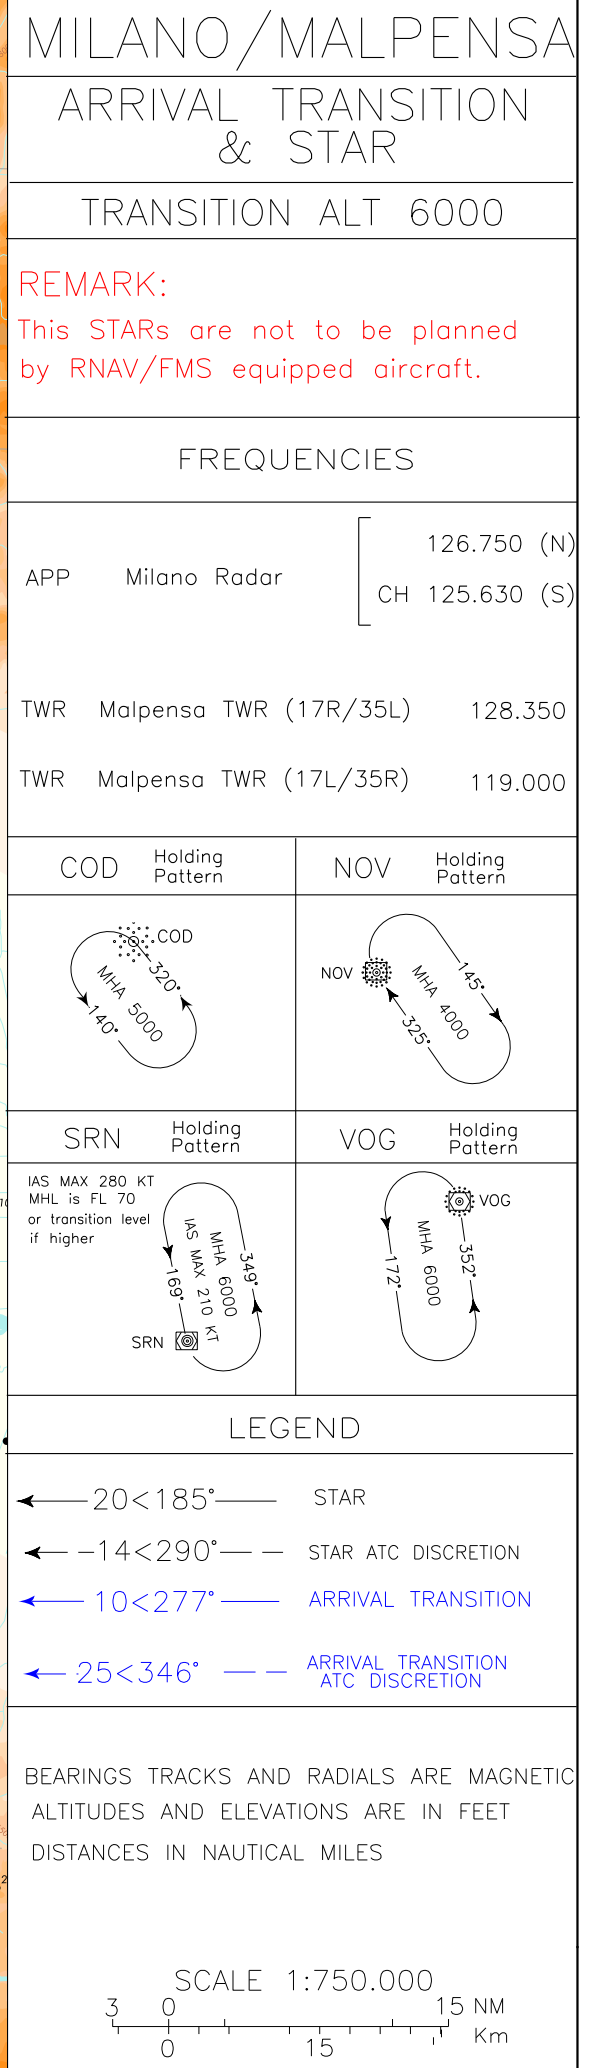 MILANO/MALPENSA
ARRIVAL TRANSITION
& STAR
TRANSITION ALT 6000
REMARK:
This STARs are not to be planned
by RNAV/FMS equipped aircraft.
FREQUENCIES
126.750 (N)
APP Milano Radar
CH 125.630 (S)
TWR Malpensa TWR (17R/35L) 128.350
TWR Malpensa TWR (17L/35R) 119.000
COD Holding
Pattern
NOV Holding
Pattern
COD
320°
MHA 5000
140°
NOV
145°
MHA 4000
325°
SRN Holding
Pattern
VOG Holding
Pattern
IAS MAX 280 KT
MHL is FL 70
or transition level
if higher
349°
MHA 6000
IAS MAX 210 KT
169°
SRN
VOG
352°
MHA 6000
172°
LEGEND
20<185° STAR
14<290° STAR ATC DISCRETION
10<277° ARRIVAL TRANSITION
25<346° ARRIVAL TRANSITION
ATC DISCRETION
BEARINGS TRACKS AND RADIALS ARE MAGNETIC
ALTITUDES AND ELEVATIONS ARE IN FEET
DISTANCES IN NAUTICAL MILES
SCALE 1:750.000
3 0 15 NM
0 15 Km